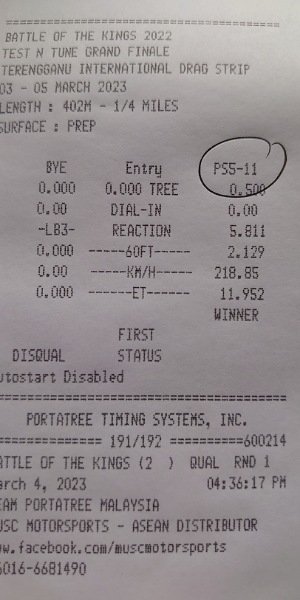 BATTLE OF THE KINGS 2022
TEST N TUNE GRAND FINALE
TERENGGANU INTERNATIONAL DRAG STRIP
03 - 05 MARCH 2023
LENGTH : 402M - 1/4 MILES
SURFACE : PREP
BYE Entry PS5-11
0.000 0.000 TREE 0.500
0.00 DIAL-IN 0.00
-LB3- REACTION 5.811
0.000 ------60FT------ 2.129
0.00 ------KM/H------ 218.85
0.000 -------ET------- 11.952
WINNER
FIRST
DISQUAL STATUS
utostart Disabled
PORTATREE TIMING SYSTEMS, INC.
=============== 191/192 ==========600214
ATTLE OF THE KINGS (2 ) QUAL RND 1
arch 4, 2023 04:36:17 PM
EAM PORTATREE MALAYSIA
USC MOTORSPORTS - ASEAN DISTRIBUTOR
w.facebook.com/muscmotorsports
6016-6681490